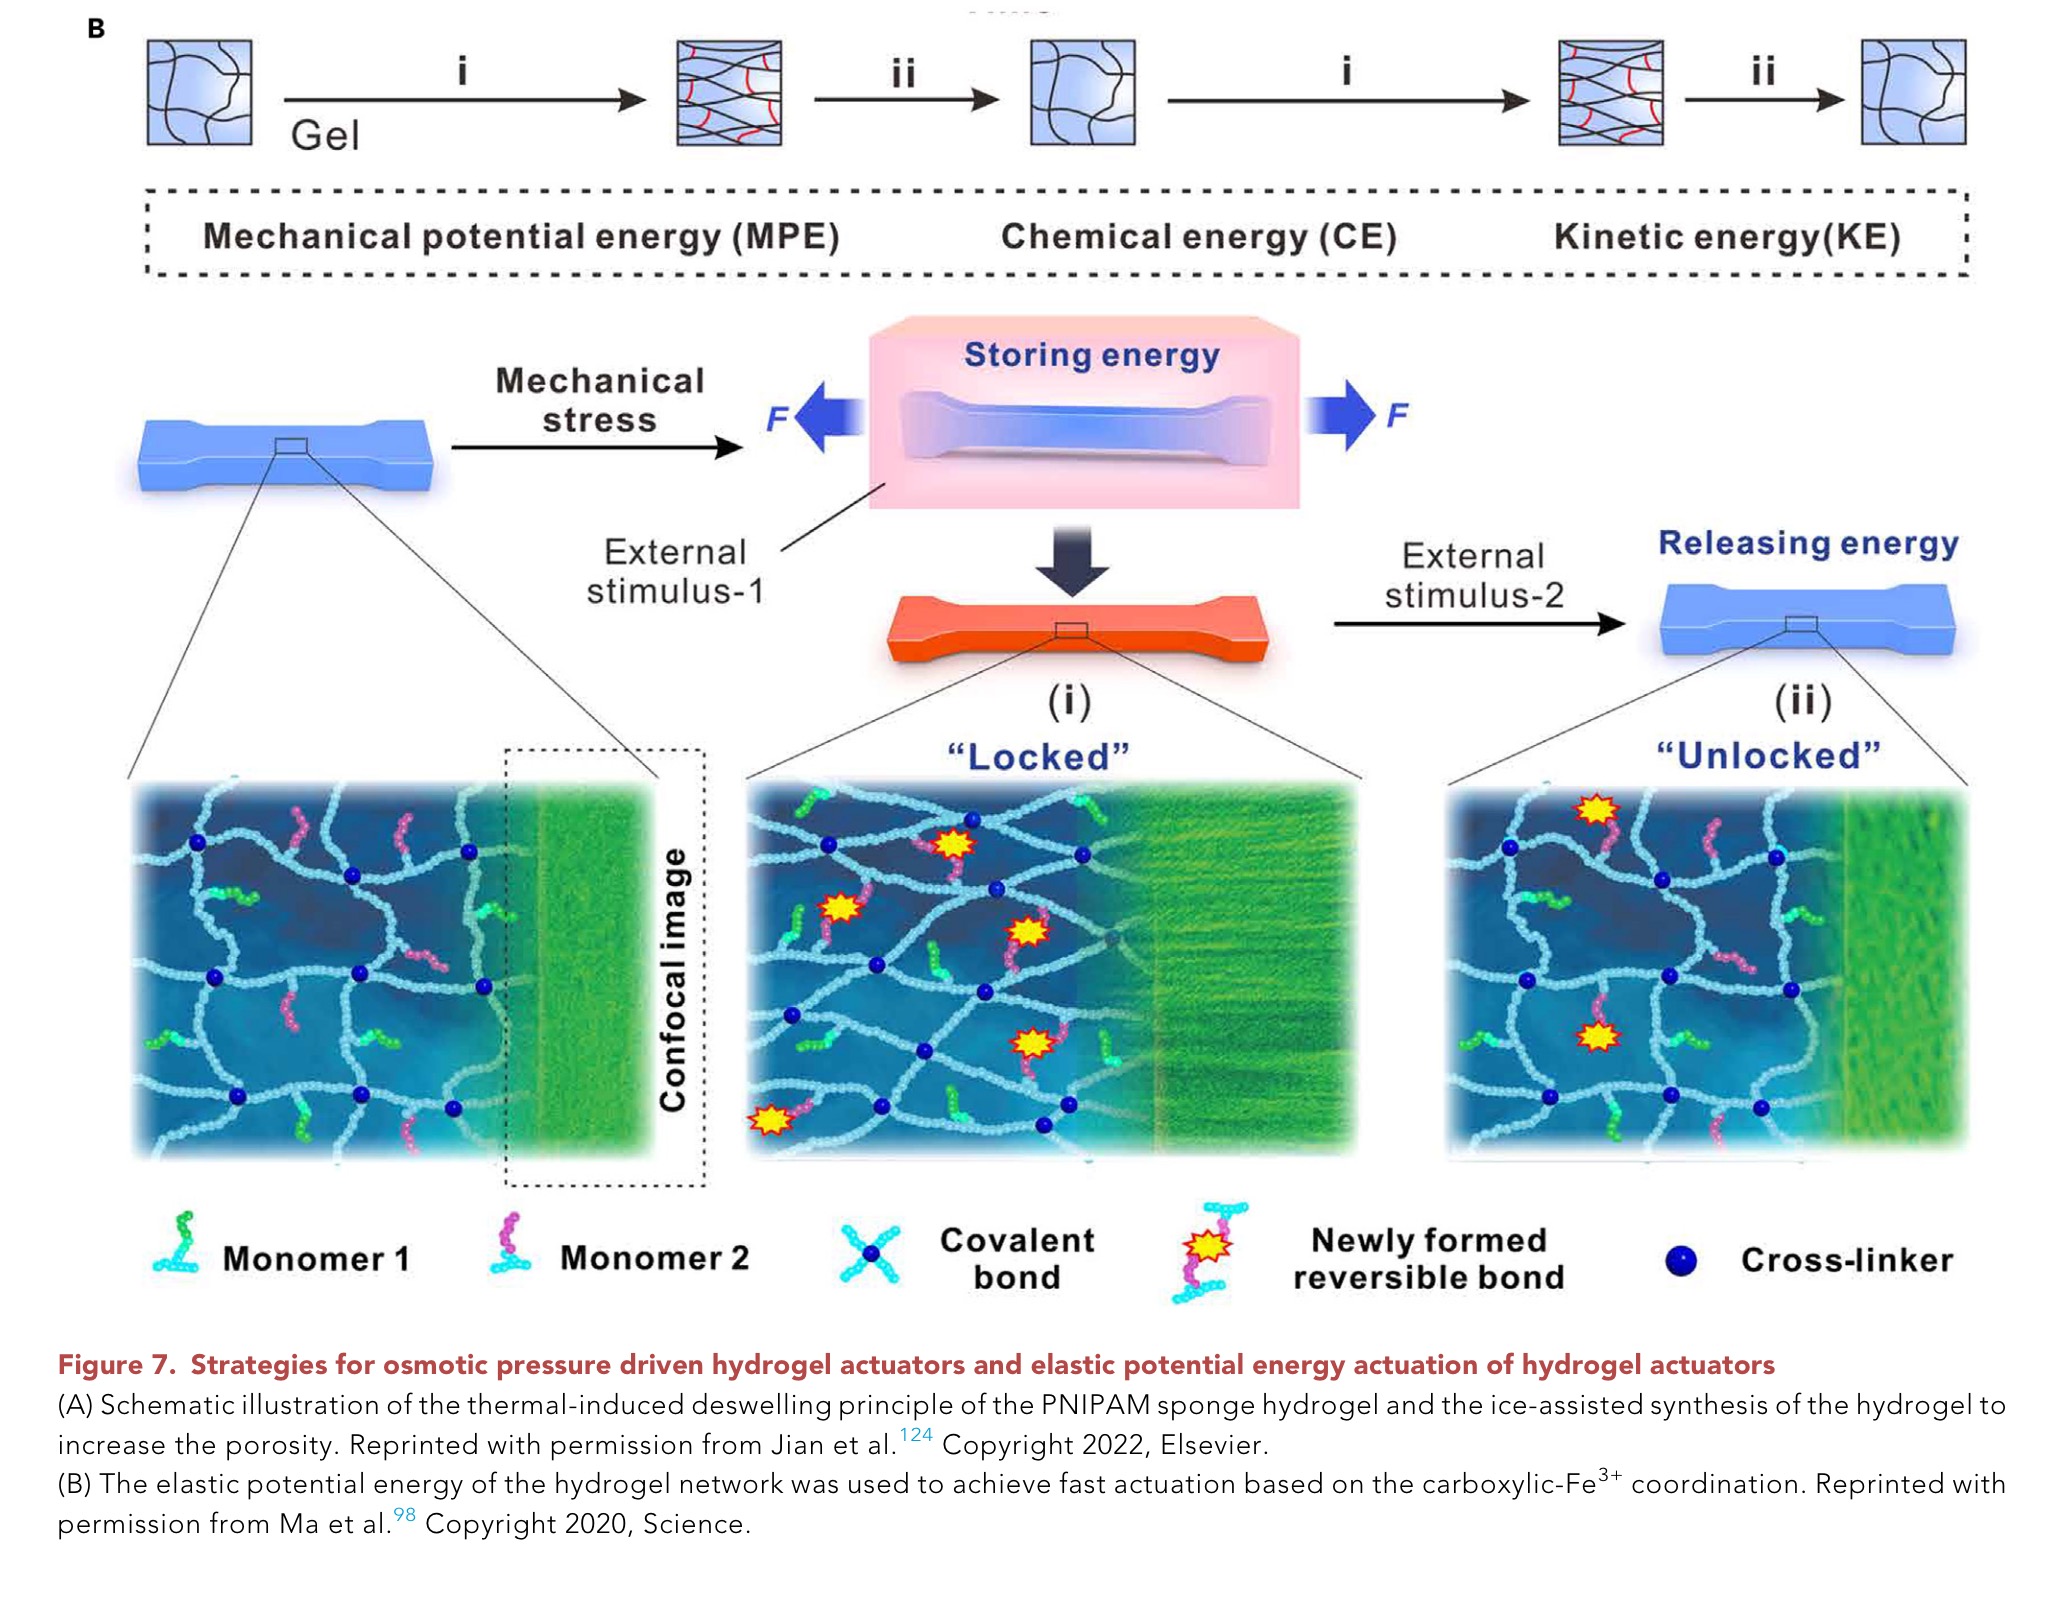 B
i ii i ii
Gel
Mechanical potential energy (MPE) Chemical energy (CE) Kinetic energy(KE)
Storing energy
Mechanical
stress
F F
External
stimulus-1
External
stimulus-2
Releasing energy
(i) (ii)
“Locked” “Unlocked”
Confocal image
Monomer 1
Monomer 2
Covalent
bond
Newly formed
reversible bond
Cross-linker
Figure 7. Strategies for osmotic pressure driven hydrogel actuators and elastic potential energy actuation of hydrogel actuators
(A) Schematic illustration of the thermal-induced deswelling principle of the PNIPAM sponge hydrogel and the ice-assisted synthesis of the hydrogel to
increase the porosity. Reprinted with permission from Jian et al.124 Copyright 2022, Elsevier.
(B) The elastic potential energy of the hydrogel network was used to achieve fast actuation based on the carboxylic-Fe3+ coordination. Reprinted with
permission from Ma et al.98 Copyright 2020, Science.